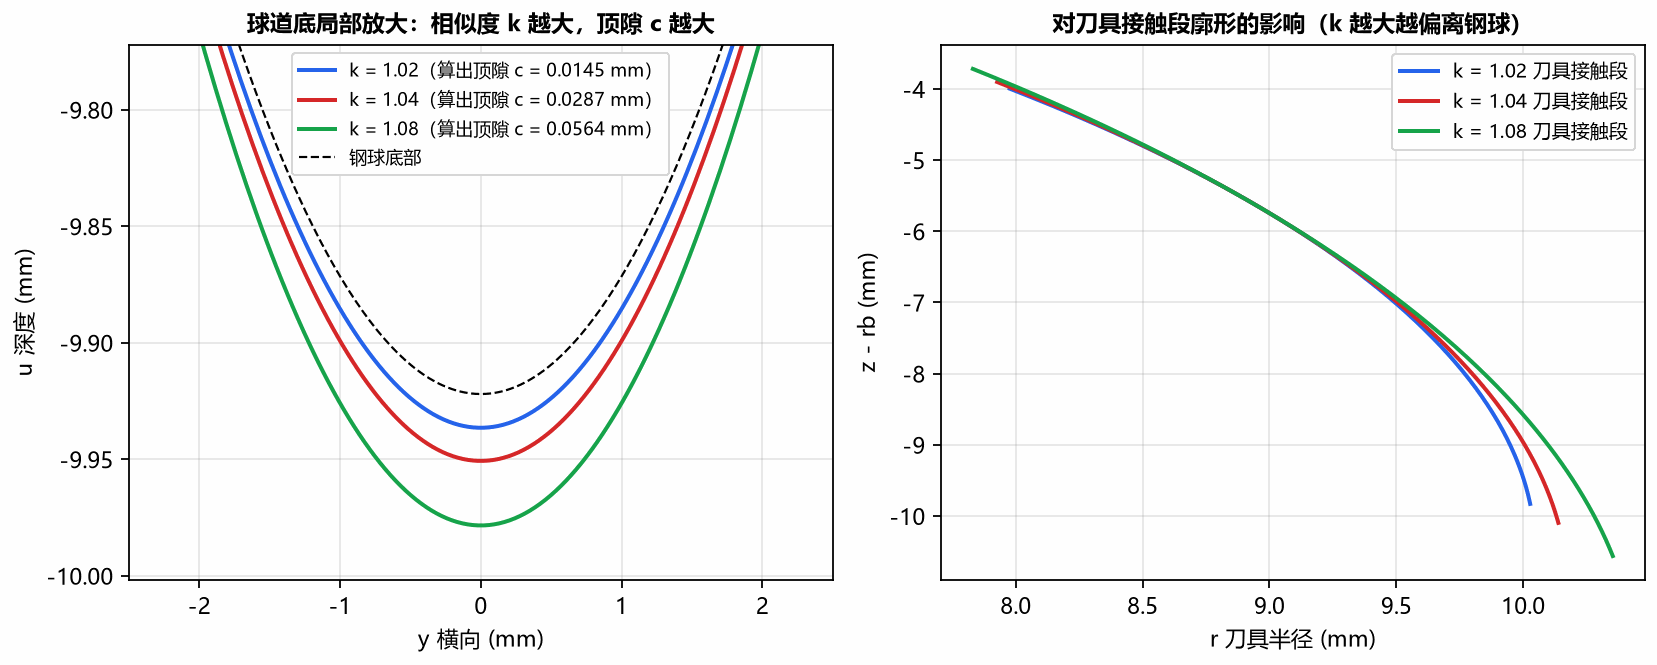 球道底局部放大：相似度 k 越大，顶隙 c 越大
k = 1.02（算出顶隙 c = 0.0145 mm）
k = 1.04（算出顶隙 c = 0.0287 mm）
k = 1.08（算出顶隙 c = 0.0564 mm）
钢球底部
-9.80
-9.85
-9.90
-9.95
-10.00
u 深度 (mm)
-2
-1
0
1
2
y 横向 (mm)
对刀具接触段廓形的影响（k 越大越偏离钢球）
k = 1.02 刀具接触段
k = 1.04 刀具接触段
k = 1.08 刀具接触段
-4
-5
-6
-7
-8
-9
-10
z - rb (mm)
8.0
8.5
9.0
9.5
10.0
r 刀具半径 (mm)